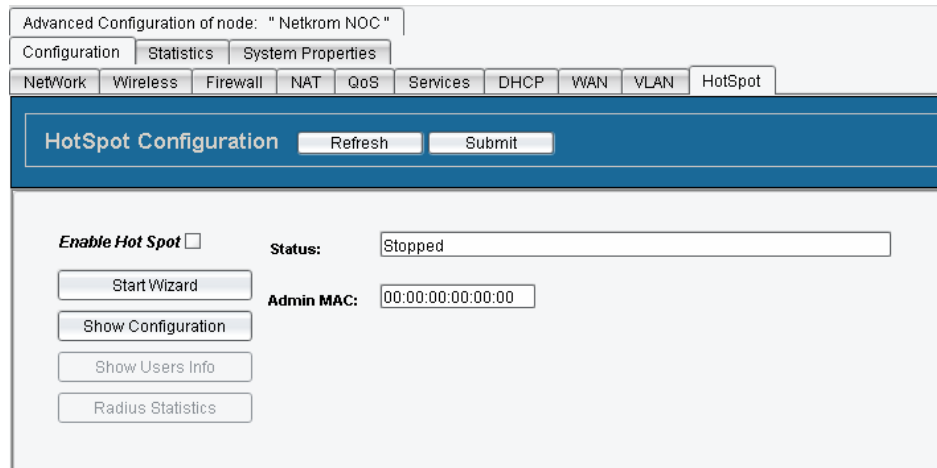 Advanced Configuration of node: "Netkrom NOC"
Configuration Statistics System Properties
NetWork Wireless Firewall NAT QoS Services DHCP WAN VLAN HotSpot
HotSpot Configuration Refresh Submit
Enable Hot Spot Status: Stopped
Start Wizard
Admin MAC: 00:00:00:00:00:00
Show Configuration
Show Users Info
Radius Statistics